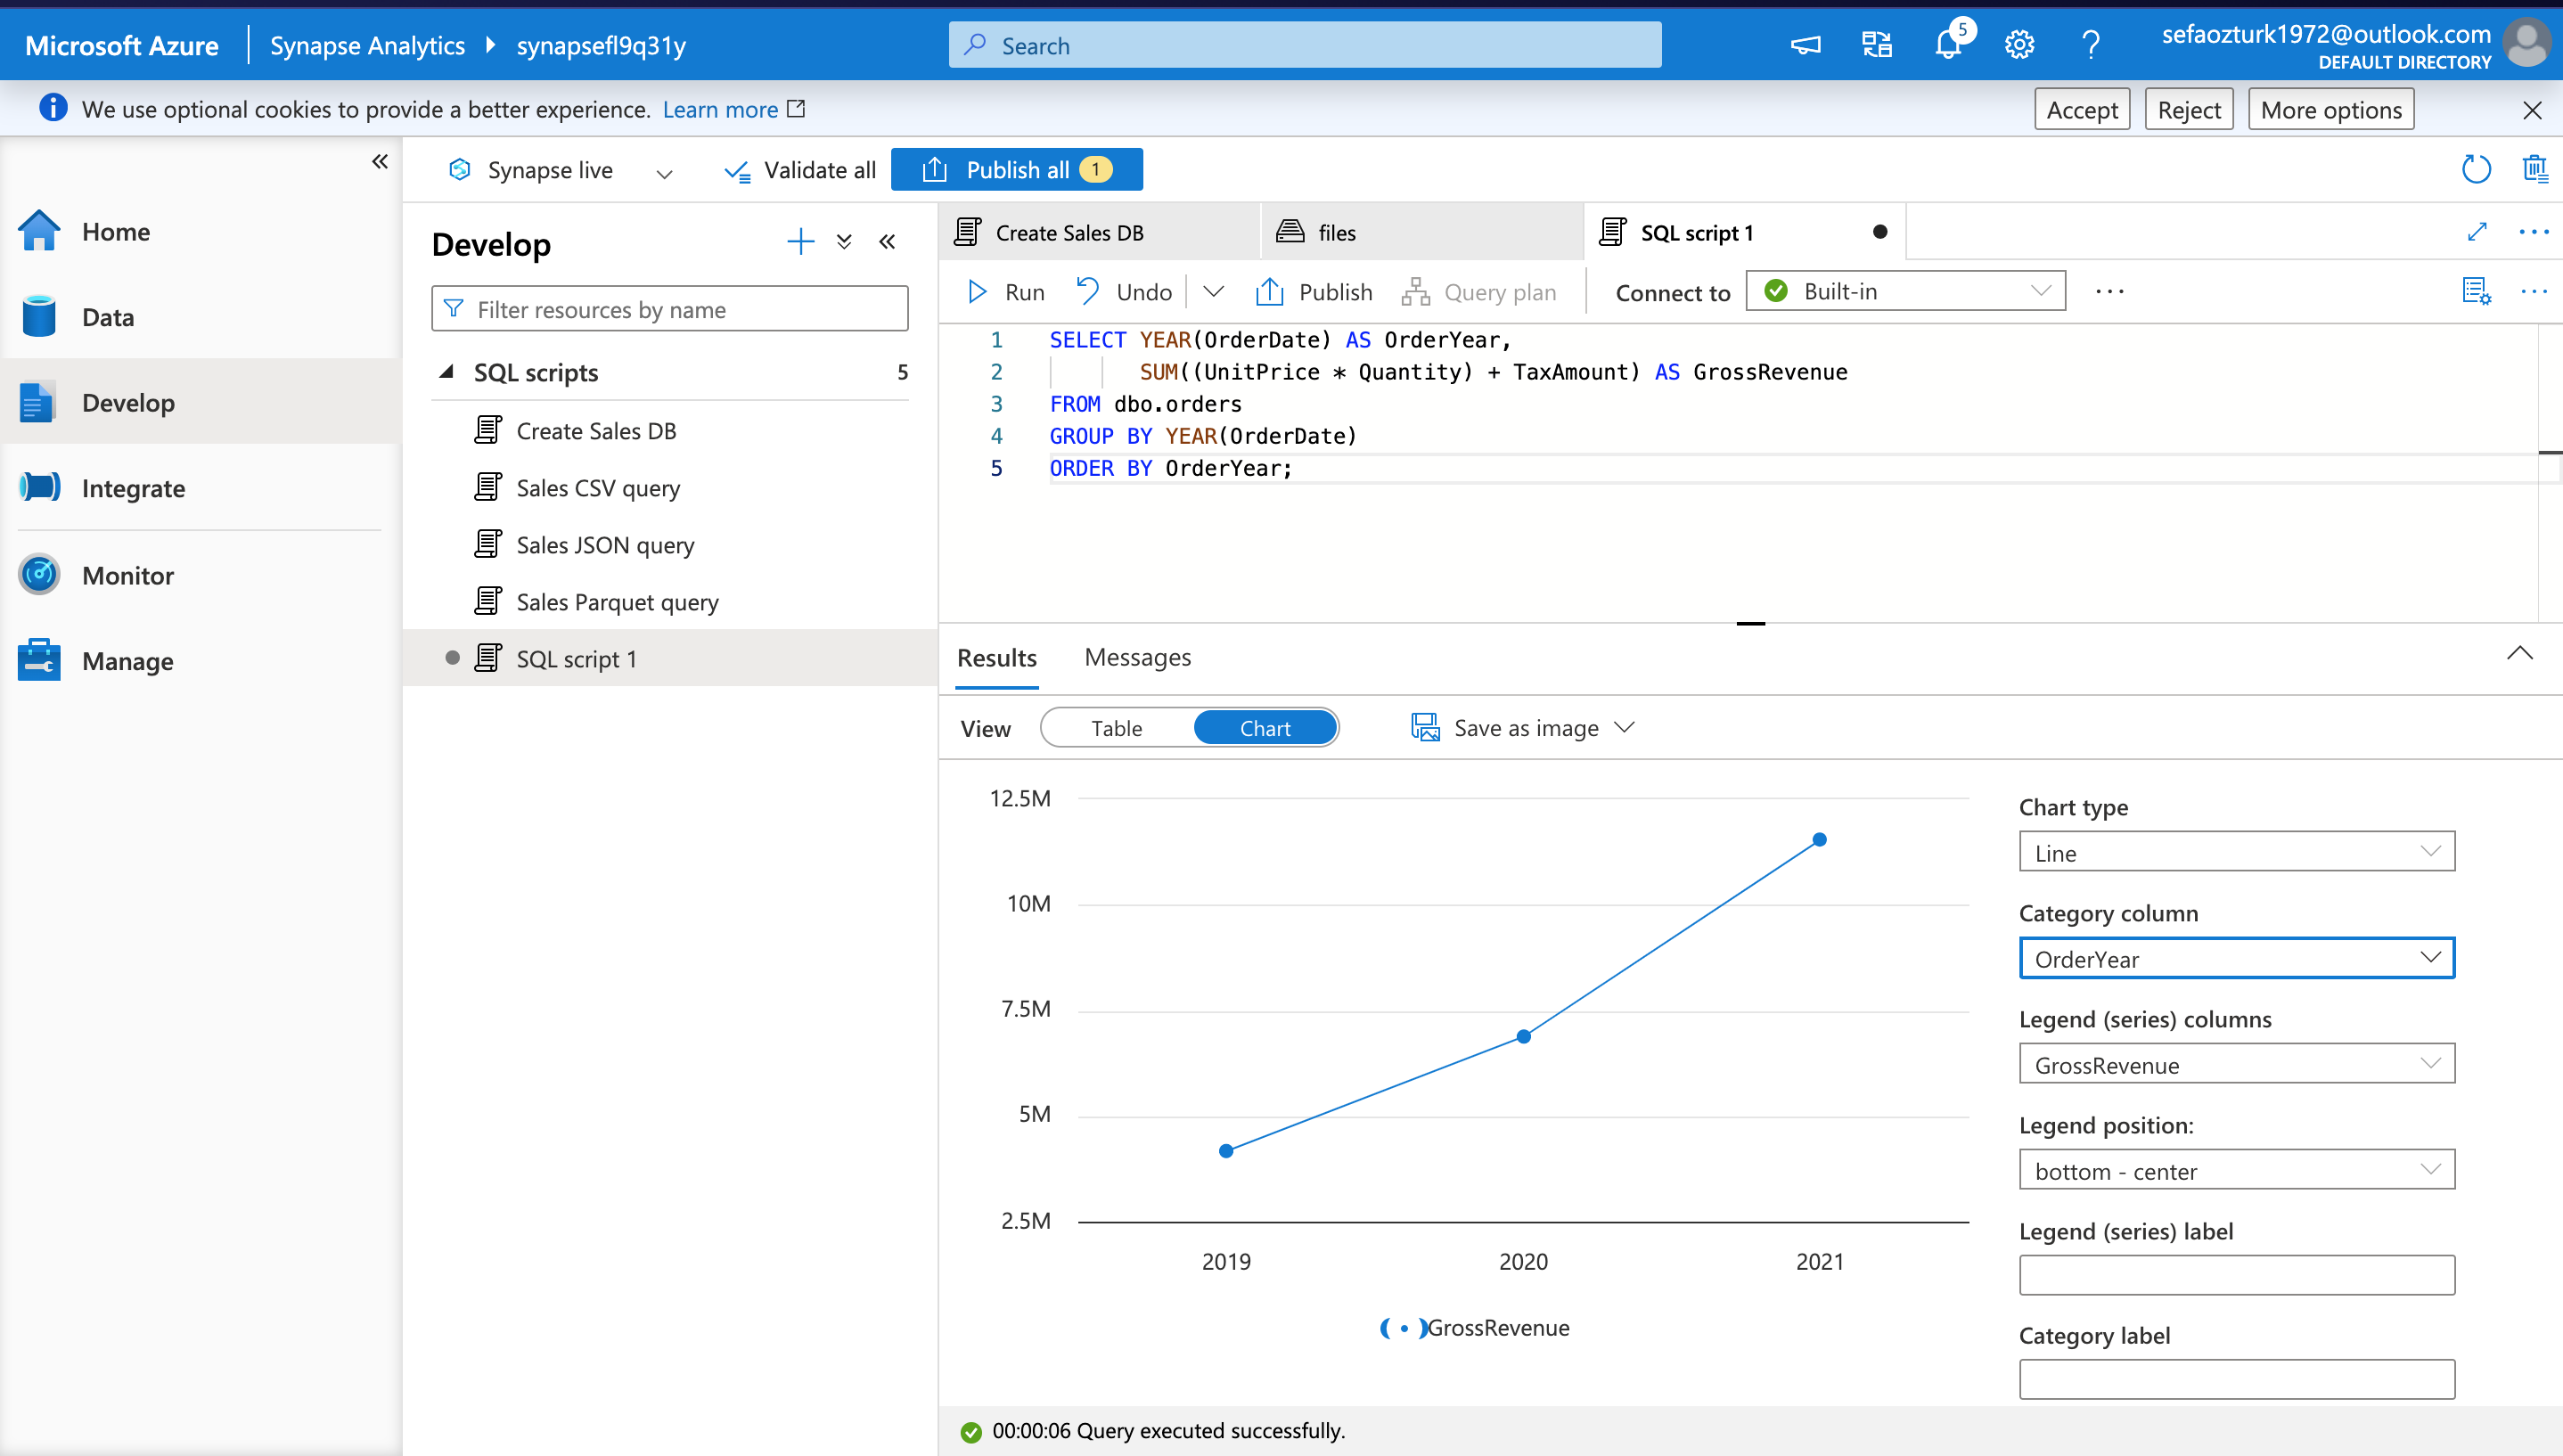 Microsoft Azure
Synapse Analytics
synapsefl9q31y
Search
5
sefaozturk1972@outlook.com
DEFAULT DIRECTORY
We use optional cookies to provide a better experience. Learn more
Accept
Reject
More options
Synapse live
Validate all
Publish all 1
Home
Data
Develop
Integrate
Monitor
Manage
Develop
Filter resources by name
SQL scripts 5
Create Sales DB
Sales CSV query
Sales JSON query
Sales Parquet query
SQL script 1
Create Sales DB
files
SQL script 1
Run
Undo
Publish
Query plan
Connect to
Built-in
1 SELECT YEAR(OrderDate) AS OrderYear,
2 SUM((UnitPrice * Quantity) + TaxAmount) AS GrossRevenue
3 FROM dbo.orders
4 GROUP BY YEAR(OrderDate)
5 ORDER BY OrderYear;
Results
Messages
View
Table
Chart
Save as image
12.5M
10M
7.5M
5M
2.5M
2019
2020
2021
GrossRevenue
Chart type
Line
Category column
OrderYear
Legend (series) columns
GrossRevenue
Legend position:
bottom - center
Legend (series) label
Category label
00:00:06 Query executed successfully.